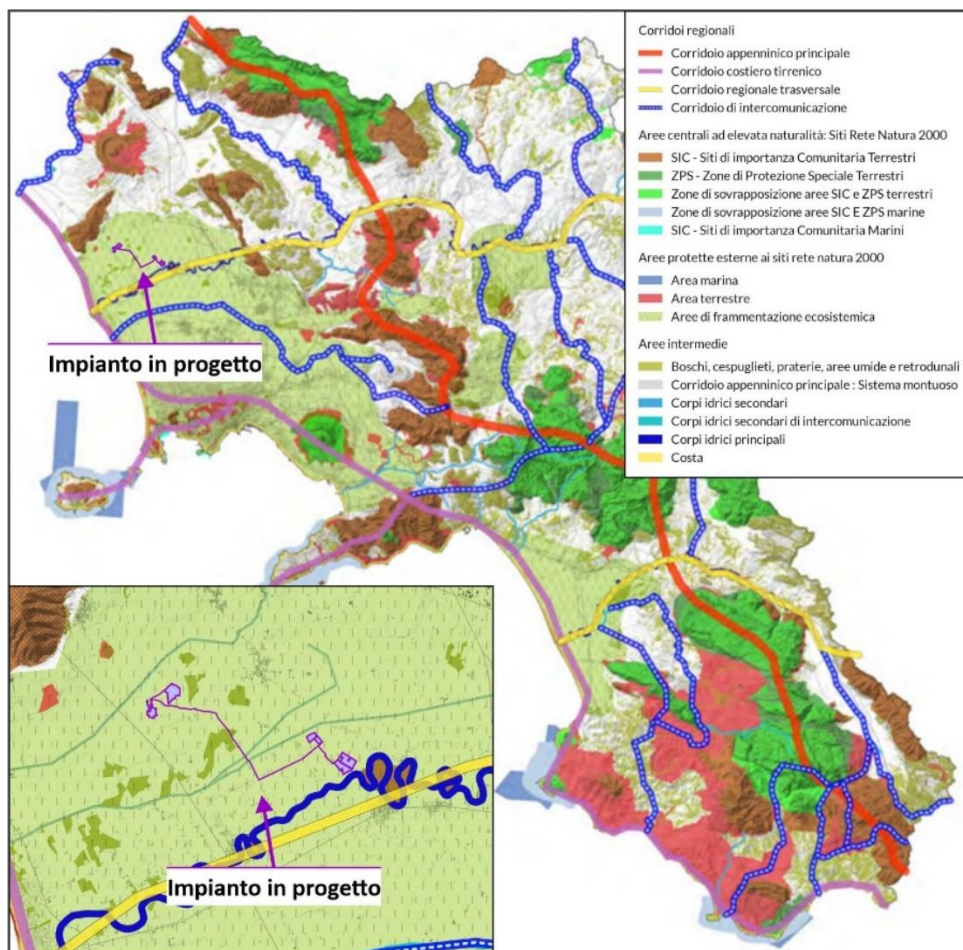 Corridoi regionali
Corridoio appenninico principale
Corridoio costiero tirrenico
Corridoio regionale trasversale
Corridoio di intercomunicazione
Aree centrali ad elevata naturalità: Siti Rete Natura 2000
SIC - Siti di importanza Comunitaria Terrestri
ZPS - Zone di Protezione Speciale Terrestri
Zone di sovrapposizione aree SIC e ZPS terrestri
Zone di sovrapposizione aree SIC E ZPS marine
SIC - Siti di importanza Comunitaria Marini
Aree protette esterne ai siti rete natura 2000
Area marina
Area terrestre
Aree di frammentazione ecosistemica
Aree intermedie
Boschi, cespuglieti, praterie, aree umide e retrodunali
Corridoio appenninico principale : Sistema montuoso
Corpi idrici secondari
Corpi idrici secondari di intercomunicazione
Corpi idrici principali
Costa
Impianto in progetto
Impianto in progetto